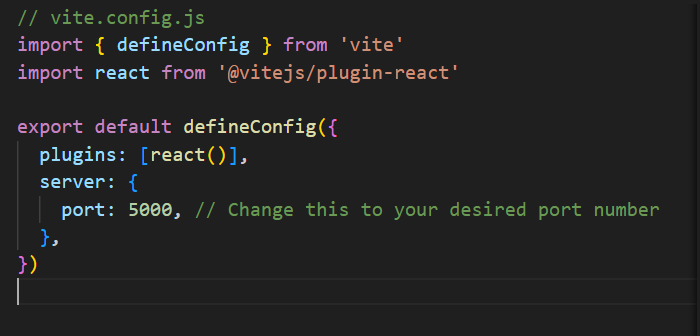 // vite.config.js
import { defineConfig } from 'vite'
import react from '@vitejs/plugin-react'
export default defineConfig({
plugins: [react()],
server: {
port: 5000, // Change this to your desired port number
},
})